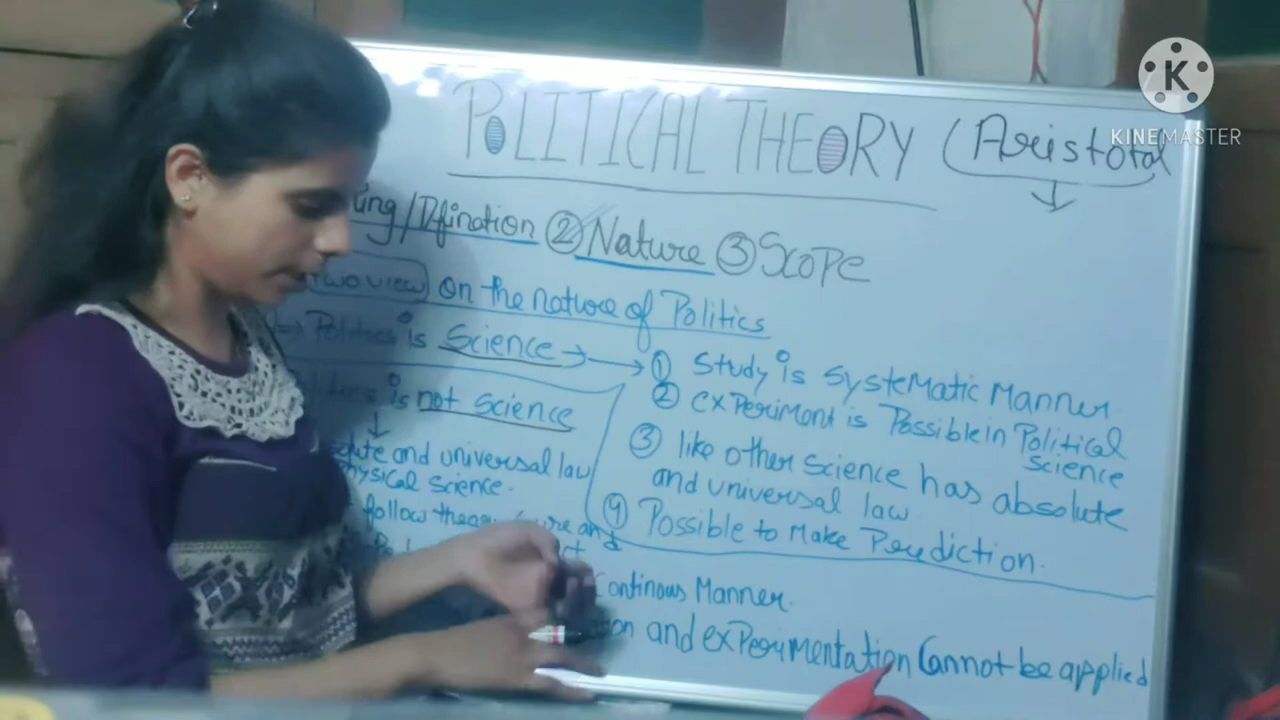 POLITICAL THEORY (Aristotal
KINEMASTER
/Dfination ② Nature ③ Scope
Two view on the nature of Politics
Politics is Science → ① Study is Systematic Manner
② experiment is Possible in Political Science
is not science
③ like other science has absolute and universal law
and universal law
physical science.
④ Possible to Make Prediction.
follow
and
Continous Manner.
and experimentation Cannot be applied